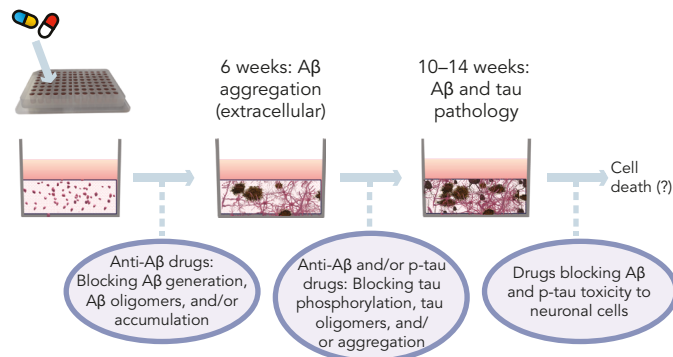 6 weeks: Aβ
aggregation
(extracellular)
10–14 weeks:
Aβ and tau
pathology
Cell
death (?)
Anti-Aβ drugs:
Blocking Aβ generation,
Aβ oligomers, and/or
accumulation
Anti-Aβ and/or p-tau
drugs: Blocking tau
phosphorylation, tau
oligomers, and/
or aggregation
Drugs blocking Aβ
and p-tau toxicity to
neuronal cells